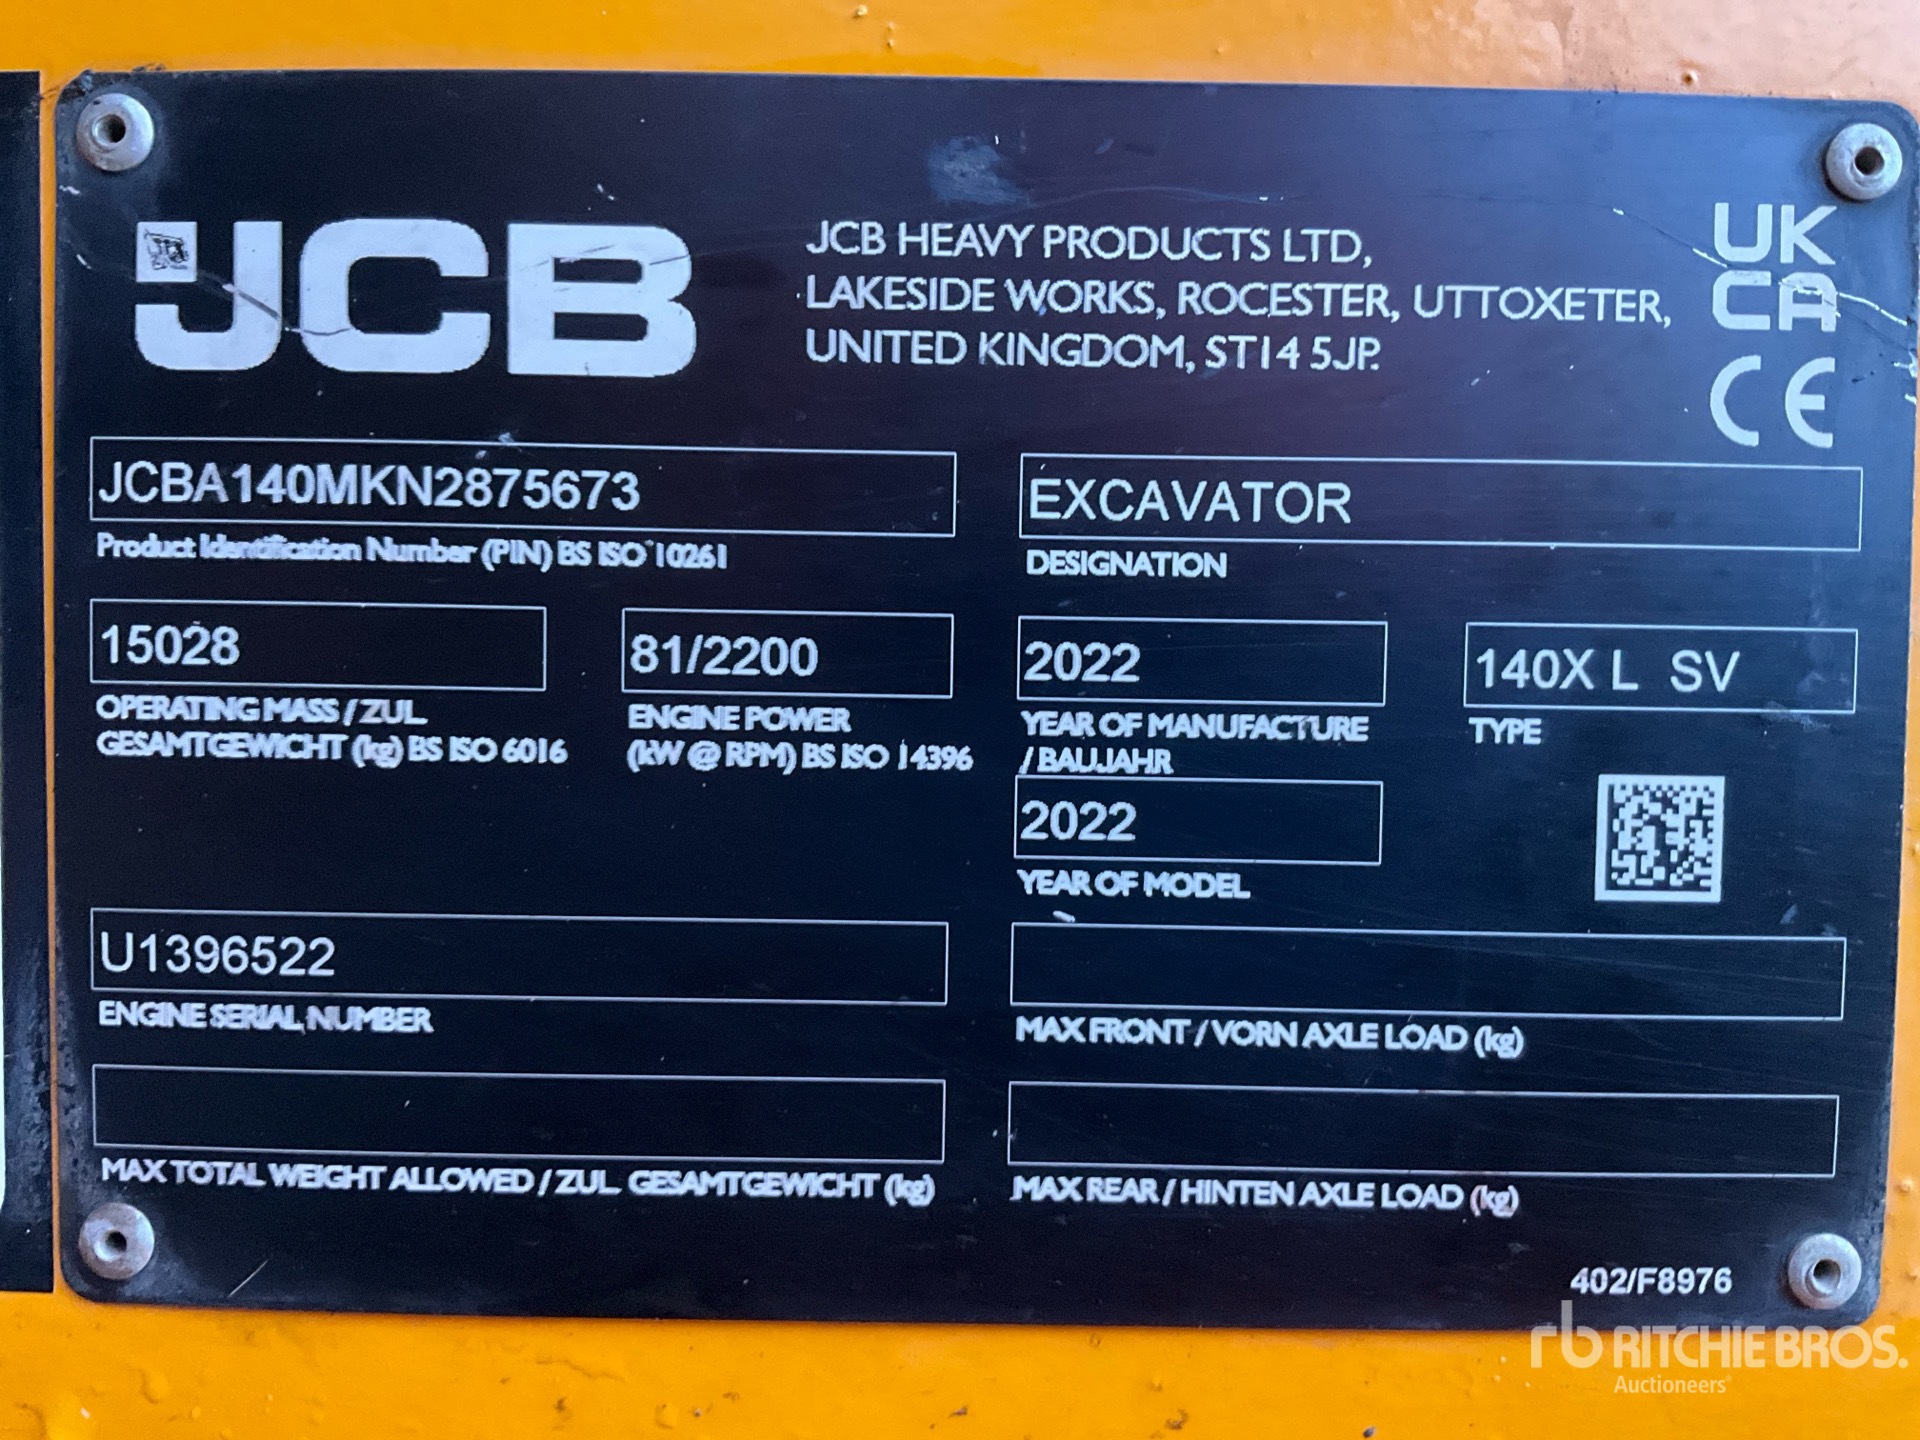 JCB
JCB HEAVY PRODUCTS LTD,
LAKESIDE WORKS, ROCESTER, UTTOXETER,
UNITED KINGDOM, ST14 5JP.
UK
CA
CE
JCBA140MKN2875673
Product Identification Number (PIN) BS ISO 10261
EXCAVATOR
DESIGNATION
15028
OPERATING MASS / ZUL
GESAMTGEWICHT (kg) BS ISO 6016
81/2200
ENGINE POWER
(kW @ RPM) BS ISO 14396
2022
YEAR OF MANUFACTURE
/ BAUJAHR
140X L SV
TYPE
2022
YEAR OF MODEL
U1396522
ENGINE SERIAL NUMBER
MAX FRONT / VORN AXLE LOAD (kg)
MAX TOTAL WEIGHT ALLOWED / ZUL GESAMTGEWICHT (kg)
MAX REAR / HINTEN AXLE LOAD (kg)
402/F8976
rb RITCHIE BROS.
Auctioneers